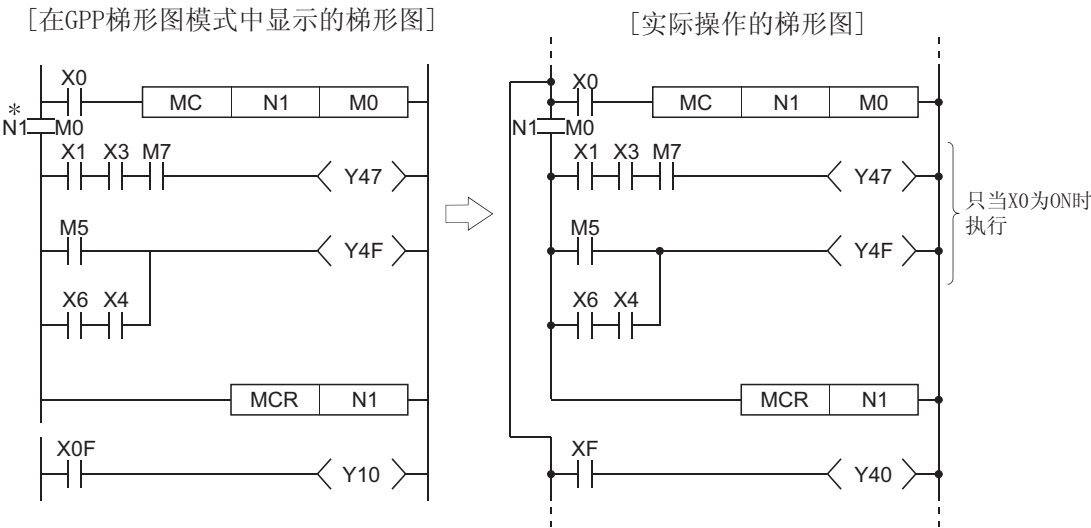 [在GPP梯形图模式中显示的梯形图]
X0
MC N1 M0
*
N1 M0
X1 X3 M7
Y47
M5
Y4F
X6 X4
MCR N1
X0F
Y10
[实际操作的梯形图]
X0
MC N1 M0
N1 M0
X1 X3 M7
Y47
M5
Y4F
X6 X4
MCR N1
XF
Y40
只当X0为ON时
执行